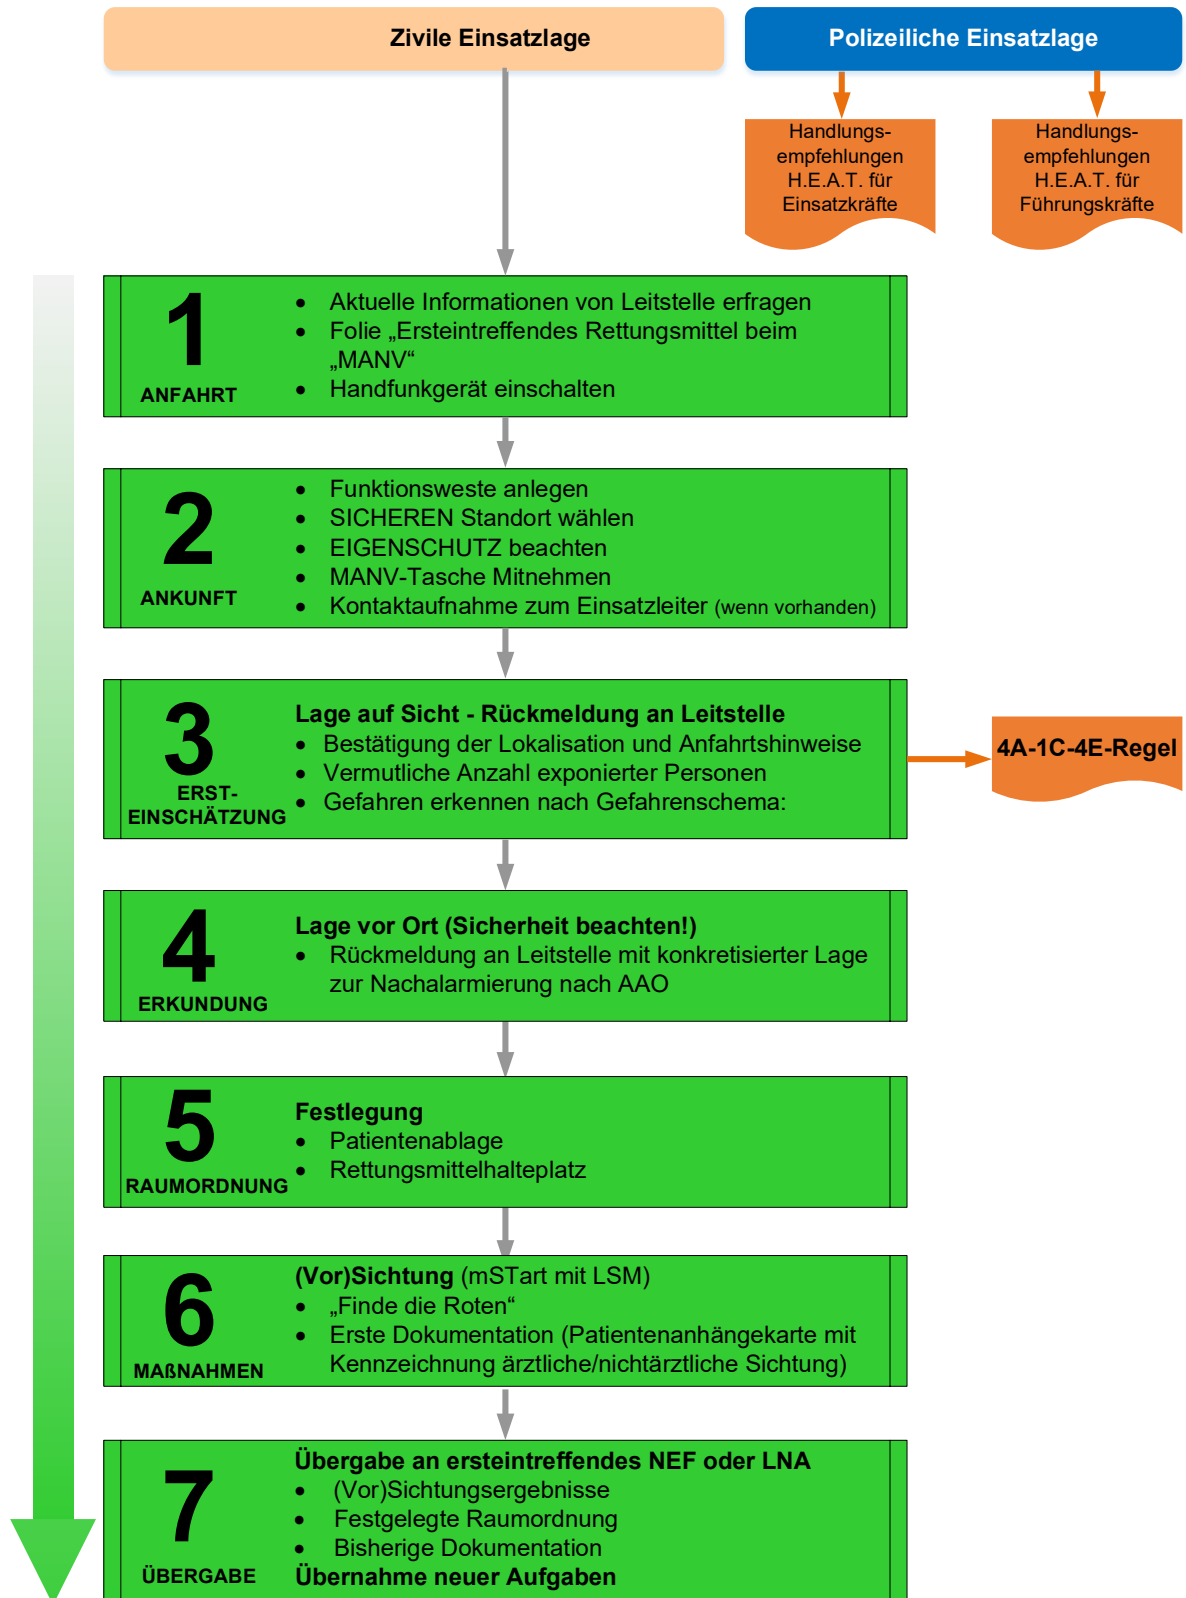 Zivile Einsatzlage
Polizeiliche Einsatzlage
Handlungs-
empfehlungen
H.E.A.T. für
Einsatzkräfte
Handlungs-
empfehlungen
H.E.A.T. für
Führungskräfte
1
ANFAHRT
• Aktuelle Informationen von Leitstelle erfragen
• Folie „Ersteintreffendes Rettungsmittel beim
„MANV“
• Handfunkgerät einschalten
2
ANKUNFT
• Funktionsweste anlegen
• SICHEREN Standort wählen
• EIGENSCHUTZ beachten
• MANV-Tasche Mitnehmen
• Kontaktaufnahme zum Einsatzleiter (wenn vorhanden)
3
ERST-
EINSCHÄTZUNG
Lage auf Sicht - Rückmeldung an Leitstelle
• Bestätigung der Lokalisation und Anfahrtshinweise
• Vermutliche Anzahl exponierter Personen
• Gefahren erkennen nach Gefahrenschema:
4A-1C-4E-Regel
4
ERKUNDUNG
Lage vor Ort (Sicherheit beachten!)
• Rückmeldung an Leitstelle mit konkretisierter Lage
zur Nachalarmierung nach AAO
5
RAUMORDNUNG
Festlegung
• Patientenablage
• Rettungsmittelhalteplatz
6
MAßNAHMEN
(Vor)Sichtung (mSTart mit LSM)
• „Finde die Roten“
• Erste Dokumentation (Patientenanhängekarte mit
Kennzeichnung ärztliche/nichtärztliche Sichtung)
7
ÜBERGABE
Übergabe an ersteintreffendes NEF oder LNA
• (Vor)Sichtungsergebnisse
• Festgelegte Raumordnung
• Bisherige Dokumentation
Übernahme neuer Aufgaben